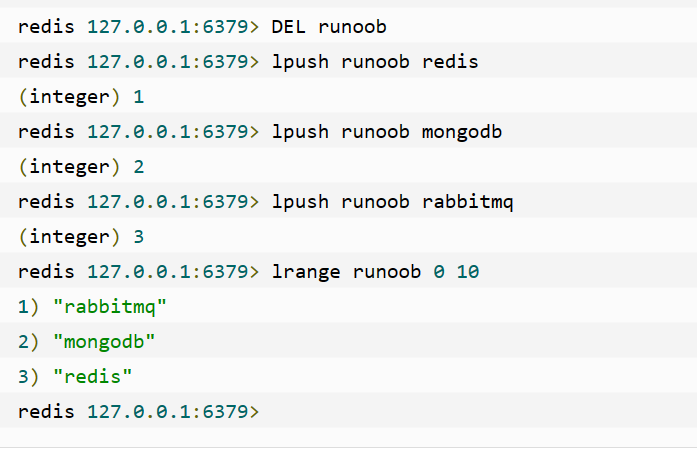 redis 127.0.0.1:6379> DEL runoob
redis 127.0.0.1:6379> lpush runoob redis
(integer) 1
redis 127.0.0.1:6379> lpush runoob mongodb
(integer) 2
redis 127.0.0.1:6379> lpush runoob rabbitmq
(integer) 3
redis 127.0.0.1:6379> lrange runoob 0 10
1) "rabbitmq"
2) "mongodb"
3) "redis"
redis 127.0.0.1:6379>